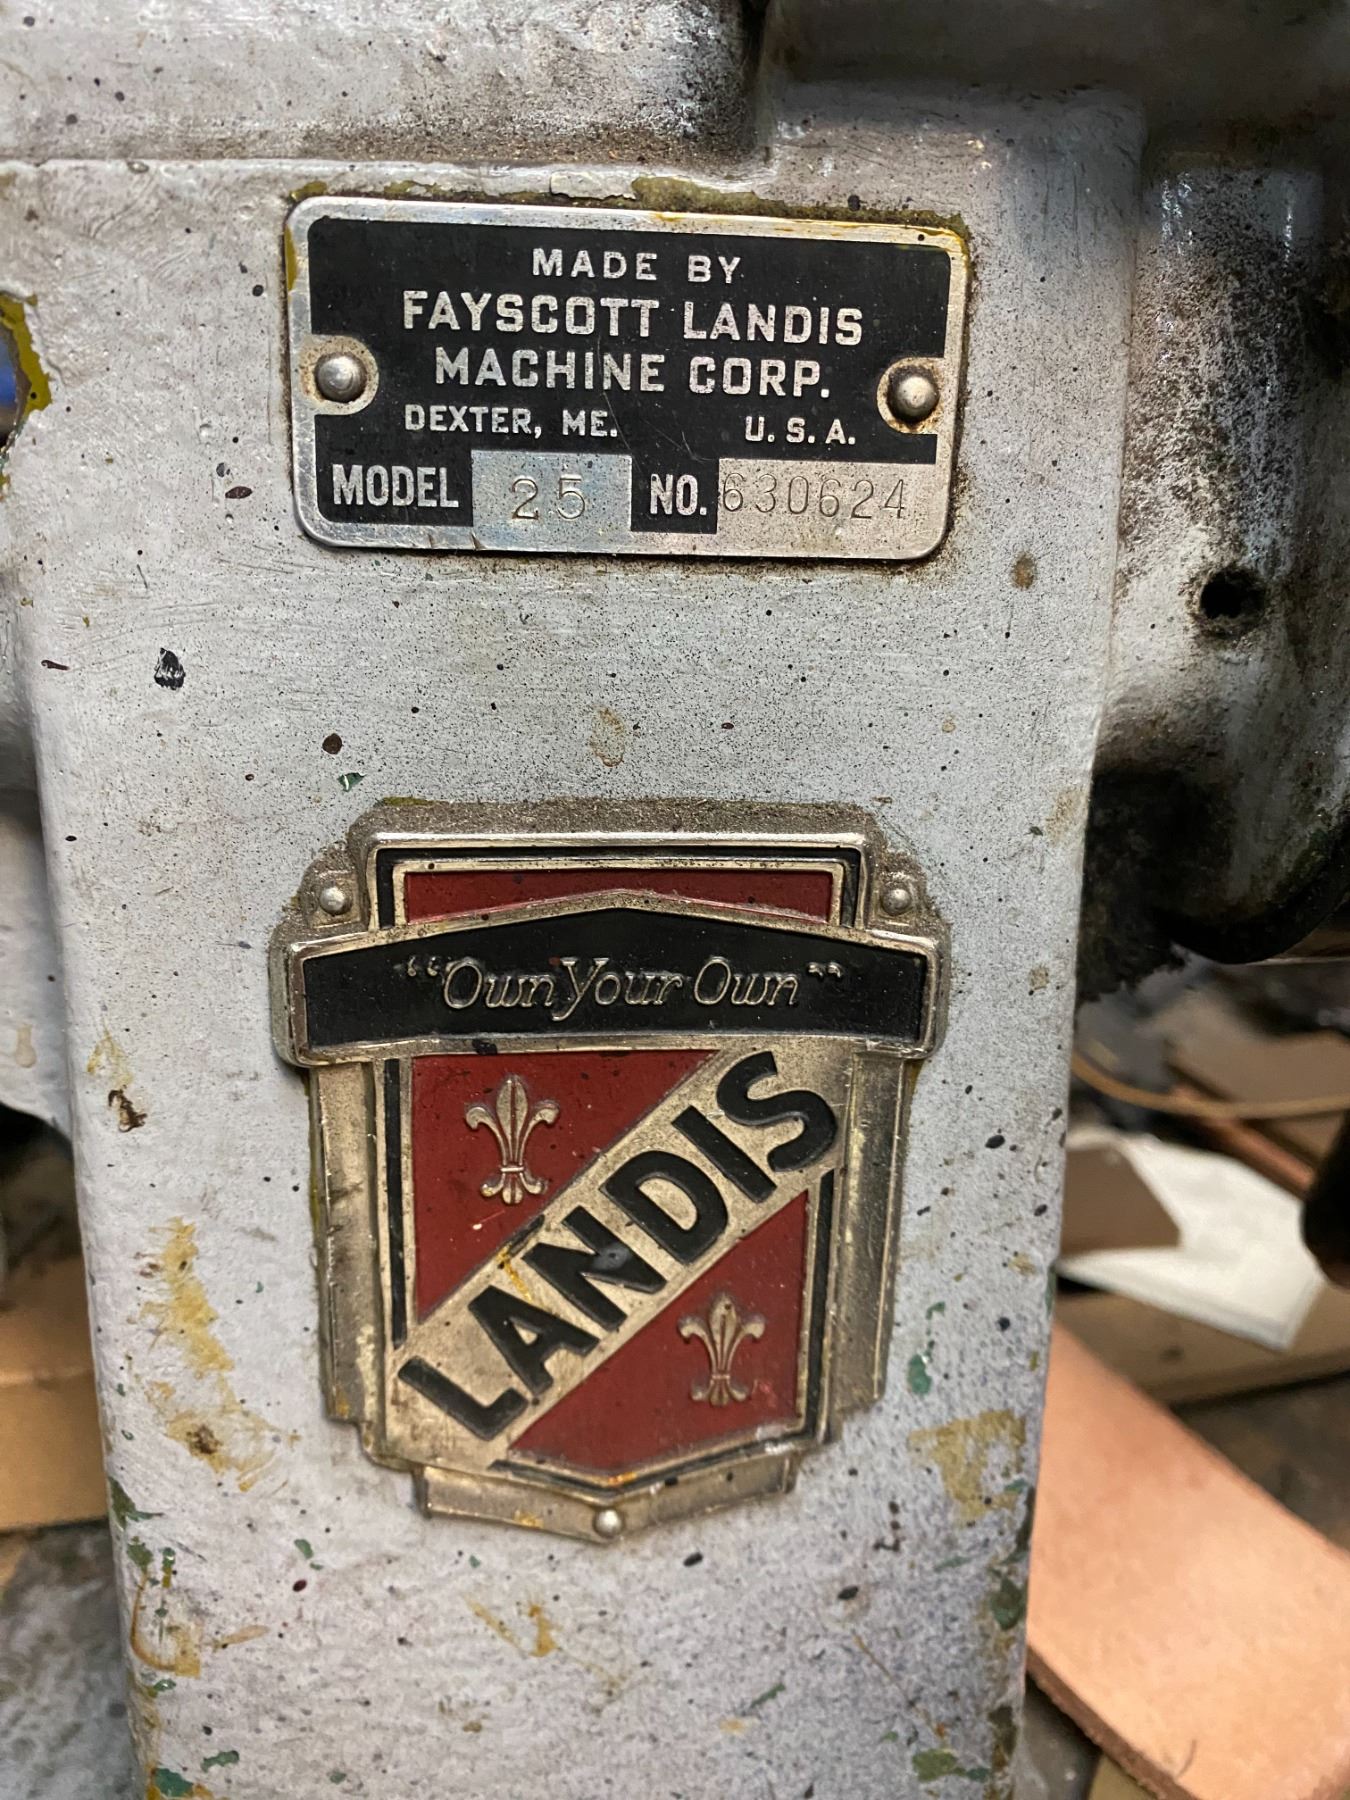 MADE BY
FAYSCOTT LANDIS
MACHINE CORP.
DEXTER, ME. U.S.A.
MODEL 25 NO. 630624
"Own Your Own"
LANDIS